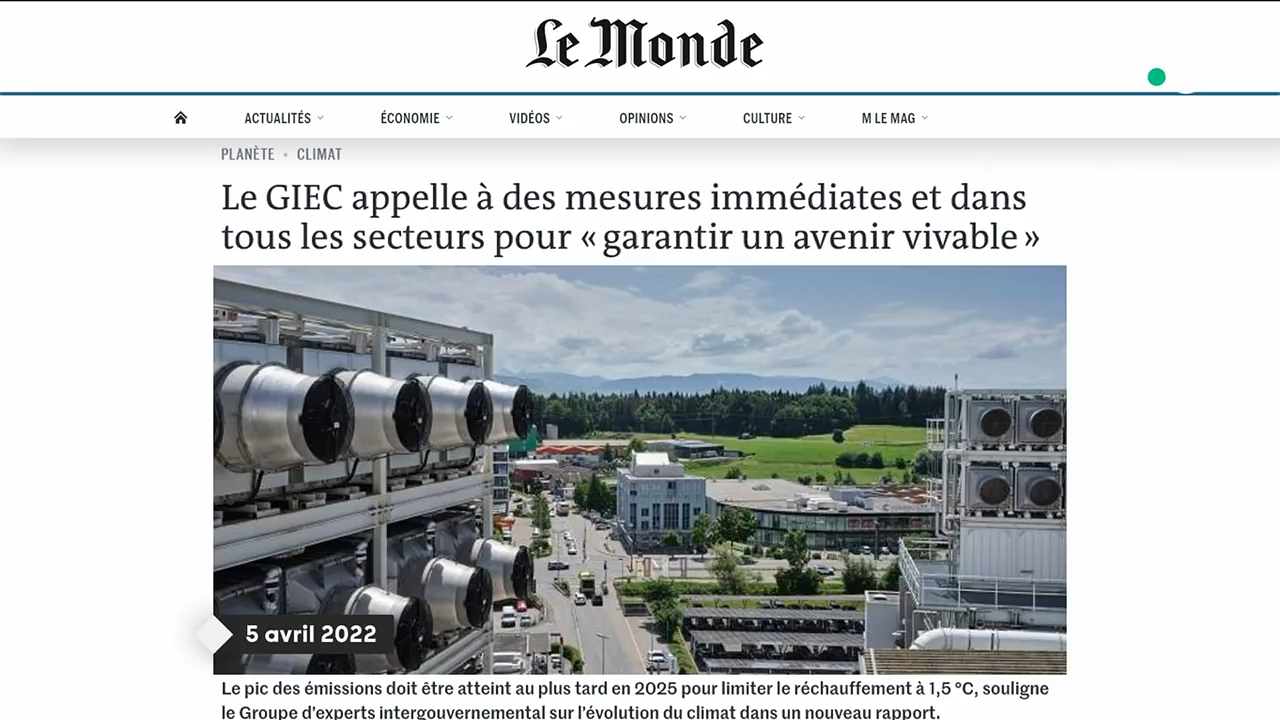 Le Monde
ACTUALITÉS
ÉCONOMIE
VIDÉOS
OPINIONS
CULTURE
M LE MAG
PLANÈTE • CLIMAT
Le GIEC appelle à des mesures immédiates et dans
tous les secteurs pour « garantir un avenir vivable »
5 avril 2022
Le pic des émissions doit être atteint au plus tard en 2025 pour limiter le réchauffement à 1,5 °C, souligne
le Groupe d’experts intergouvernemental sur l’évolution du climat dans un nouveau rapport.